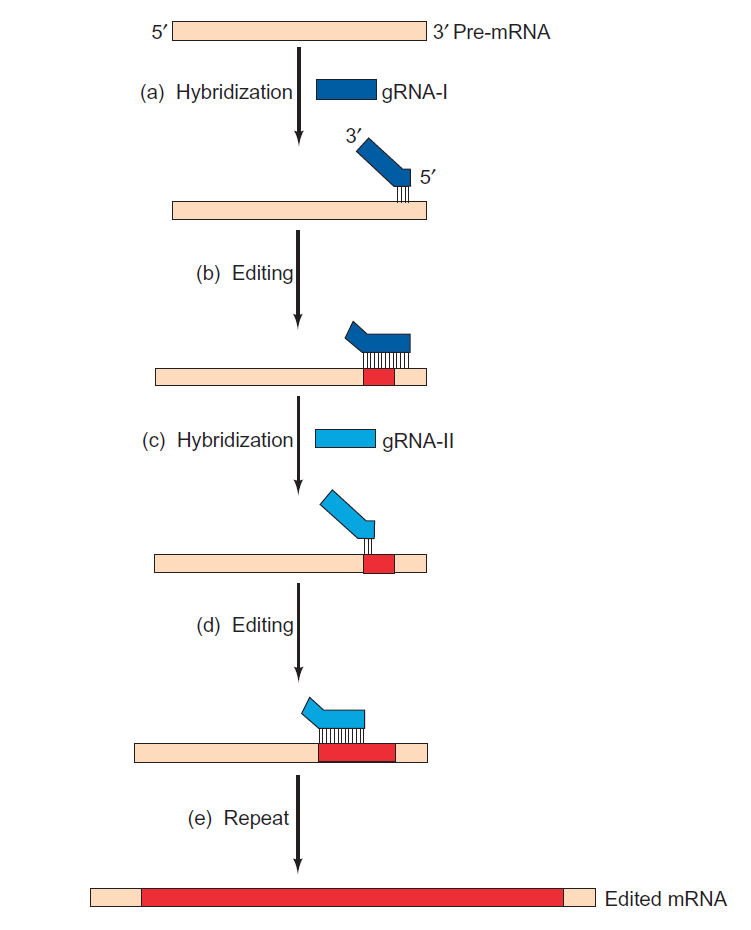 5′ 3′ Pre-mRNA
(a) Hybridization gRNA-I
3′
5′
(b) Editing
(c) Hybridization gRNA-II
(d) Editing
(e) Repeat
Edited mRNA